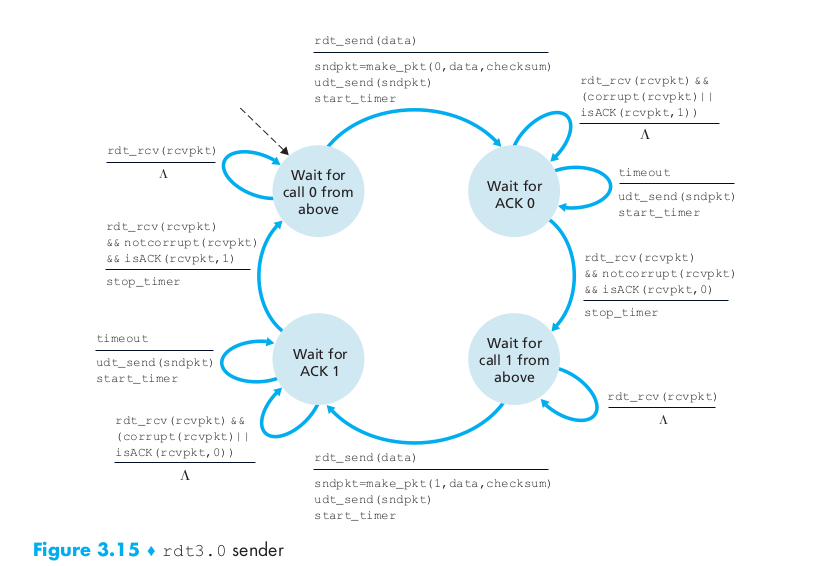 rdt_send(data)
sndpkt=make_pkt(0,data,checksum)
udt_send(sndpkt)
start_timer
rdt_rcv(rcvpkt) &&
(corrupt(rcvpkt)||
isACK(rcvpkt,1))
Λ
rdt_rcv(rcvpkt)
Λ
Wait for
call 0 from
above
Wait for
ACK 0
timeout
udt_send(sndpkt)
start_timer
rdt_rcv(rcvpkt)
&& notcorrupt(rcvpkt)
&& isACK(rcvpkt,1)
stop_timer
rdt_rcv(rcvpkt)
&& notcorrupt(rcvpkt)
&& isACK(rcvpkt,0)
stop_timer
timeout
udt_send(sndpkt)
start_timer
Wait for
ACK 1
Wait for
call 1 from
above
rdt_rcv(rcvpkt)
Λ
rdt_rcv(rcvpkt) &&
(corrupt(rcvpkt)||
isACK(rcvpkt,0))
Λ
rdt_send(data)
sndpkt=make_pkt(1,data,checksum)
udt_send(sndpkt)
start_timer
Figure 3.15 ♦ rdt3.0 sender